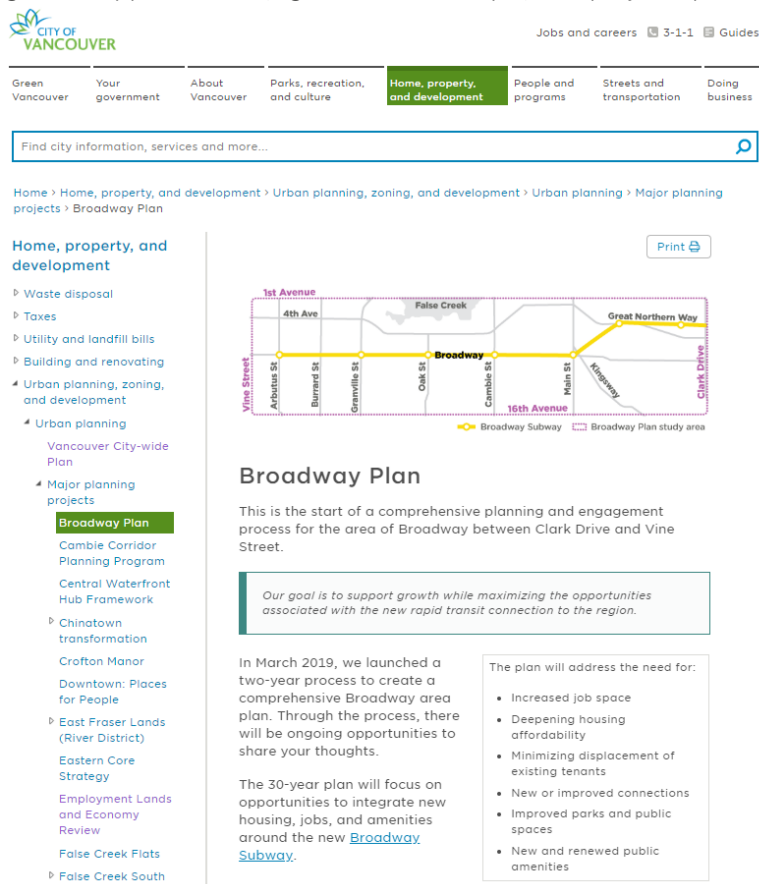 CITY OF
VANCOUVER
Jobs and careers 3-1-1 Guides
Green Vancouver
Your government
About Vancouver
Parks, recreation, and culture
Home, property, and development
People and programs
Streets and transportation
Doing business
Find city information, services and more...
Home > Home, property, and development > Urban planning, zoning, and development > Urban planning > Major planning
projects > Broadway Plan
Home, property, and
development
Waste disposal
Taxes
Utility and landfill bills
Building and renovating
Urban planning, zoning,
and development
Urban planning
Vancouver City-wide
Plan
Major planning
projects
Broadway Plan
Cambie Corridor
Planning Program
Central Waterfront
Hub Framework
Chinatown
transformation
Crofton Manor
Downtown: Places
for People
East Fraser Lands
(River District)
Eastern Core
Strategy
Employment Lands
and Economy
Review
False Creek Flats
False Creek South
Print
1st Avenue
4th Ave
False Creek
Great Northern Way
Broadway
Vine Street
Arbutus St
Burrard St
Granville St
Oak St
Cambie St
Main St
Kingsway
Clark Drive
16th Avenue
Broadway Subway
Broadway Plan study area
Broadway Plan
This is the start of a comprehensive planning and engagement
process for the area of Broadway between Clark Drive and Vine
Street.
Our goal is to support growth while maximizing the opportunities
associated with the new rapid transit connection to the region.
In March 2019, we launched a
two-year process to create a
comprehensive Broadway area
plan. Through the process, there
will be ongoing opportunities to
share your thoughts.
The 30-year plan will focus on
opportunities to integrate new
housing, jobs, and amenities
around the new Broadway
Subway.
The plan will address the need for:
• Increased job space
• Deepening housing
affordability
• Minimizing displacement of
existing tenants
• New or improved connections
• Improved parks and public
spaces
• New and renewed public
amenities